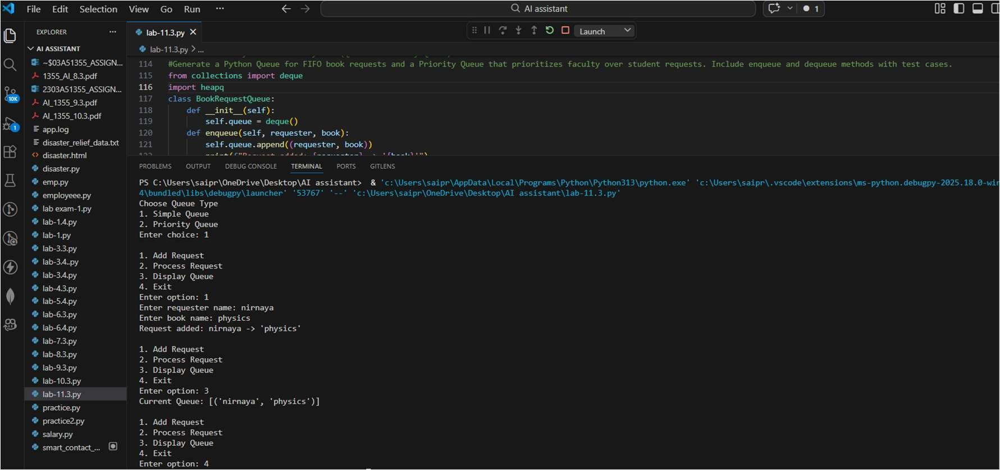 File Edit Selection View Go Run ··· AI assistant 1
EXPLORER ···
AI ASSISTANT
~$03A51355_ASSIGN...
1355_AI_8.3.pdf
2303A51355_ASSIGN...
AI_1355_9.3.pdf
AI_1355_10.3.pdf
app.log
disaster_relief_data.txt
disaster.html
disaster.py
emp.py
employeee.py
lab exam-1.py
lab-1.4.py
lab-1.py
lab-3.3.py
lab-3.4..py
lab-3.4.py
lab-4.3.py
lab-5.4.py
lab-6.3.py
lab-6.4.py
lab-7.3.py
lab-8.3.py
lab-9.3.py
lab-10.3.py
lab-11.3.py
practice.py
practice2.py
salary.py
smart_contact_...
10K
1
lab-11.3.py
Launch
lab-11.3.py > ...
114 #Generate a Python Queue for FIFO book requests and a Priority Queue that prioritizes faculty over student requests. Include enqueue and dequeue methods with test cases.
115 from collections import deque
116 import heapq
117 class BookRequestQueue:
118 def __init__(self):
119 self.queue = deque()
120 def enqueue(self, requester, book):
121 self.queue.append((requester, book))
PROBLEMS OUTPUT DEBUG CONSOLE TERMINAL PORTS GITLENS
PS C:\Users\saipr\OneDrive\Desktop\AI assistant> & 'c:\Users\saipr\AppData\Local\Programs\Python\Python313\python.exe' 'c:\Users\saipr\.vscode\extensions\ms-python.debugpy-2025.18.0-win
4\bundled\libs\debugpy\launcher' '53767' '--' 'c:\Users\saipr\OneDrive\Desktop\AI assistant\lab-11.3.py'
Choose Queue Type
1. Simple Queue
2. Priority Queue
Enter choice: 1
1. Add Request
2. Process Request
3. Display Queue
4. Exit
Enter option: 1
Enter requester name: nirnaya
Enter book name: physics
Request added: nirnaya -> 'physics'
1. Add Request
2. Process Request
3. Display Queue
4. Exit
Enter option: 3
Current Queue: [('nirnaya', 'physics')]
1. Add Request
2. Process Request
3. Display Queue
4. Exit
Enter option: 4